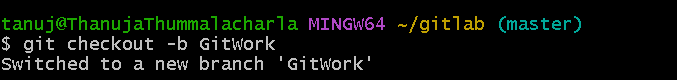 tanuj@ThanujaThummalacharla MINGW64 ~/gitlab (master)
$ git checkout -b GitWork
Switched to a new branch 'GitWork'